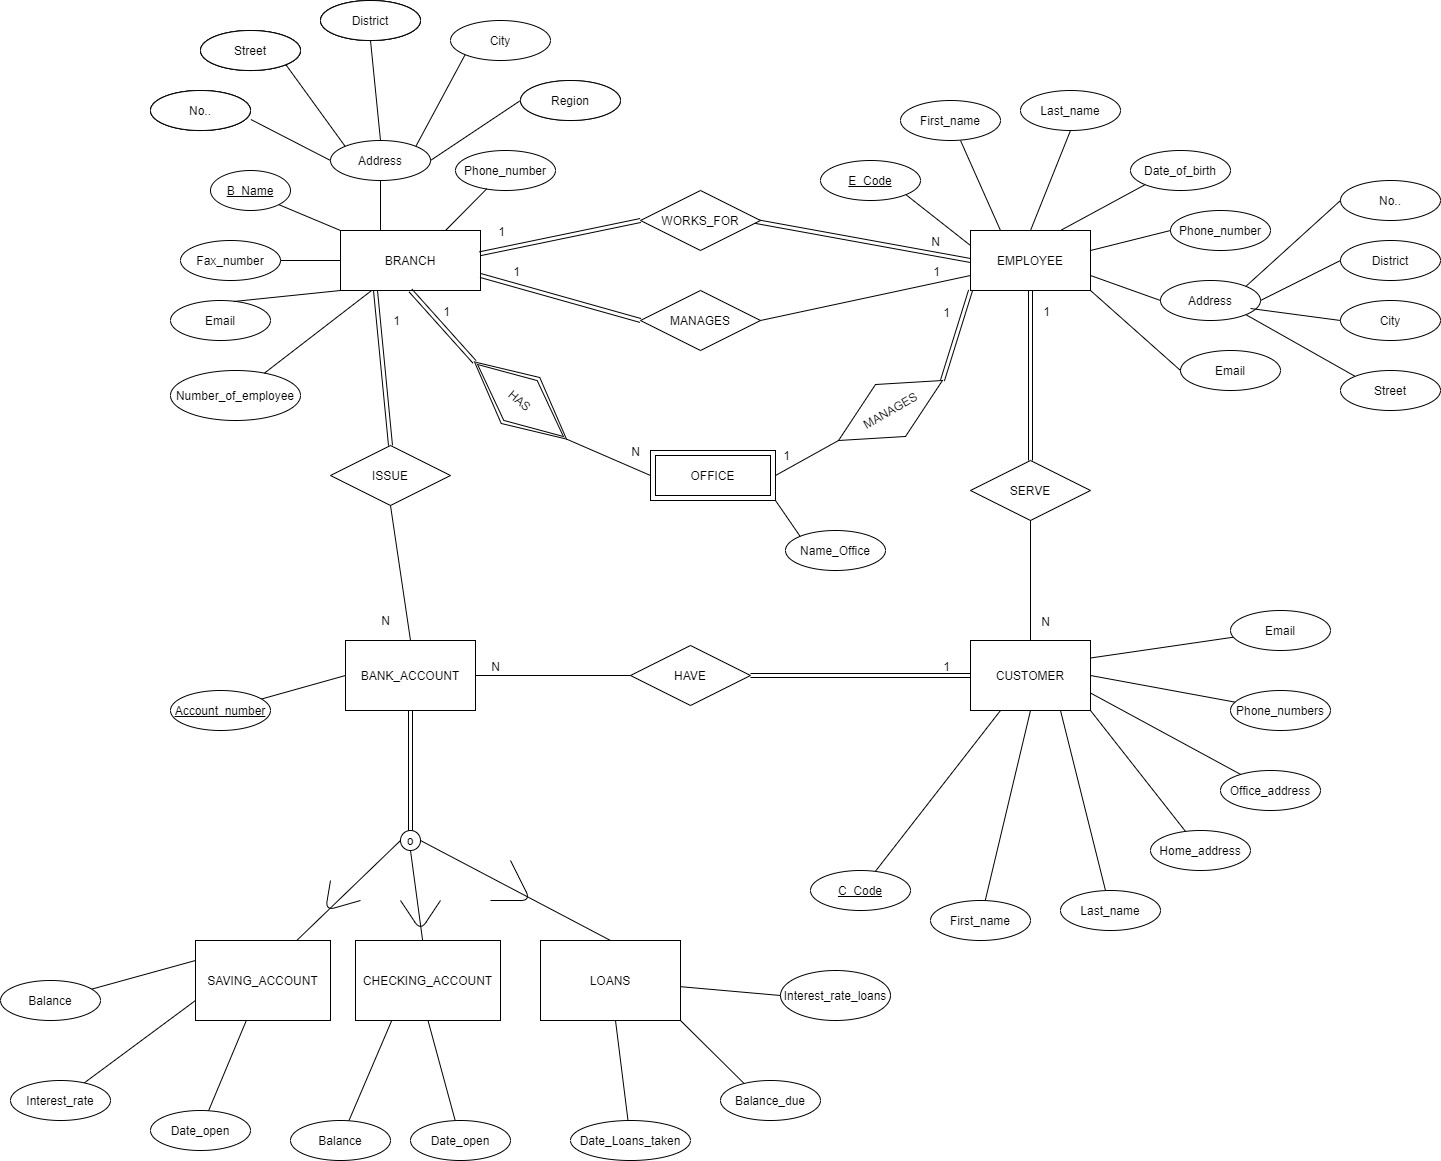 District
Street
City
No..
Region
Address
Phone_number
B_Name
Fax_number
BRANCH
Email
Number_of_employee
1
WORKS_FOR
N
1
MANAGES
1
First_name
Last_name
E_Code
Date_of_birth
Phone_number
EMPLOYEE
No..
District
Address
City
Email
Street
1
1
HAS
N
OFFICE
1
MANAGES
1
1
Name_Office
ISSUE
SERVE
N
N
BANK_ACCOUNT
N
HAVE
1
CUSTOMER
Account_number
Email
Phone_numbers
Office_address
Home_address
C_Code
First_name
Last_name
o
SAVING_ACCOUNT
CHECKING_ACCOUNT
LOANS
Balance
Interest_rate_loans
Interest_rate
Date_open
Balance
Date_open
Date_Loans_taken
Balance_due